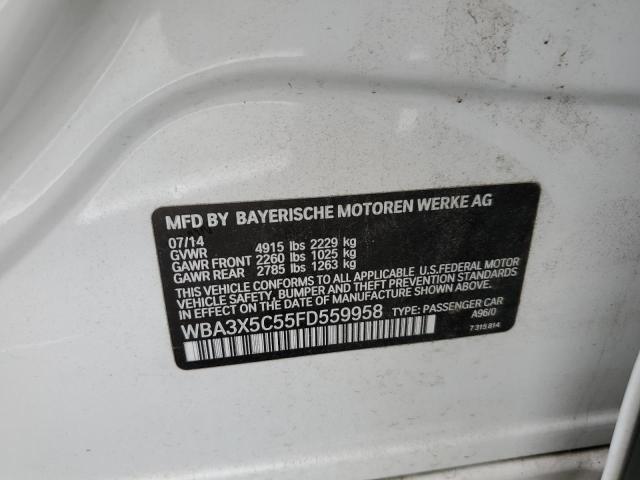 MFD BY BAYERISCHE MOTOREN WERKE AG
07/14
GVWR 4915 lbs 2229 kg
GAWR FRONT 2260 lbs 1025 kg
GAWR REAR 2785 lbs 1263 kg
THIS VEHICLE CONFORMS TO ALL APPLICABLE U.S.FEDERAL MOTOR
VEHICLE SAFETY, BUMPER, AND THEFT PREVENTION STANDARDS
IN EFFECT ON THE DATE OF MANUFACTURE SHOWN ABOVE.
WBA3X5C55FD559958 TYPE: PASSENGER CAR
A96/0
7 315 814